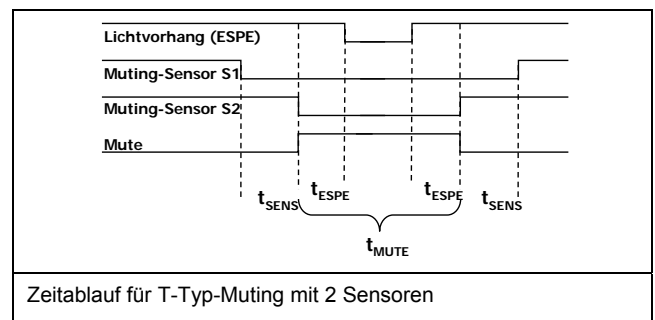 Lichtvorhang (ESPE)
Muting-Sensor S1
Muting-Sensor S2
Mute
tSENS tESPE tESPE tSENS
tMUTE
Zeitablauf für T-Typ-Muting mit 2 Sensoren